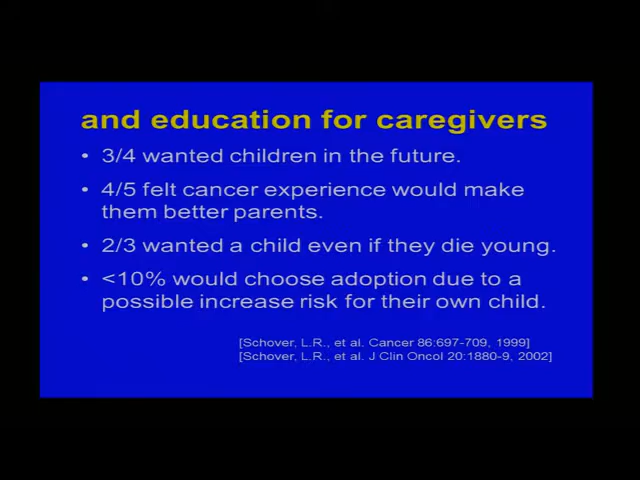 and education for caregivers
• 3/4 wanted children in the future.
• 4/5 felt cancer experience would make
them better parents.
• 2/3 wanted a child even if they die young.
• <10% would choose adoption due to a
possible increase risk for their own child.
[Schover, L.R., et al. Cancer 86:697-709, 1999]
[Schover, L.R., et al. J Clin Oncol 20:1880-9, 2002]